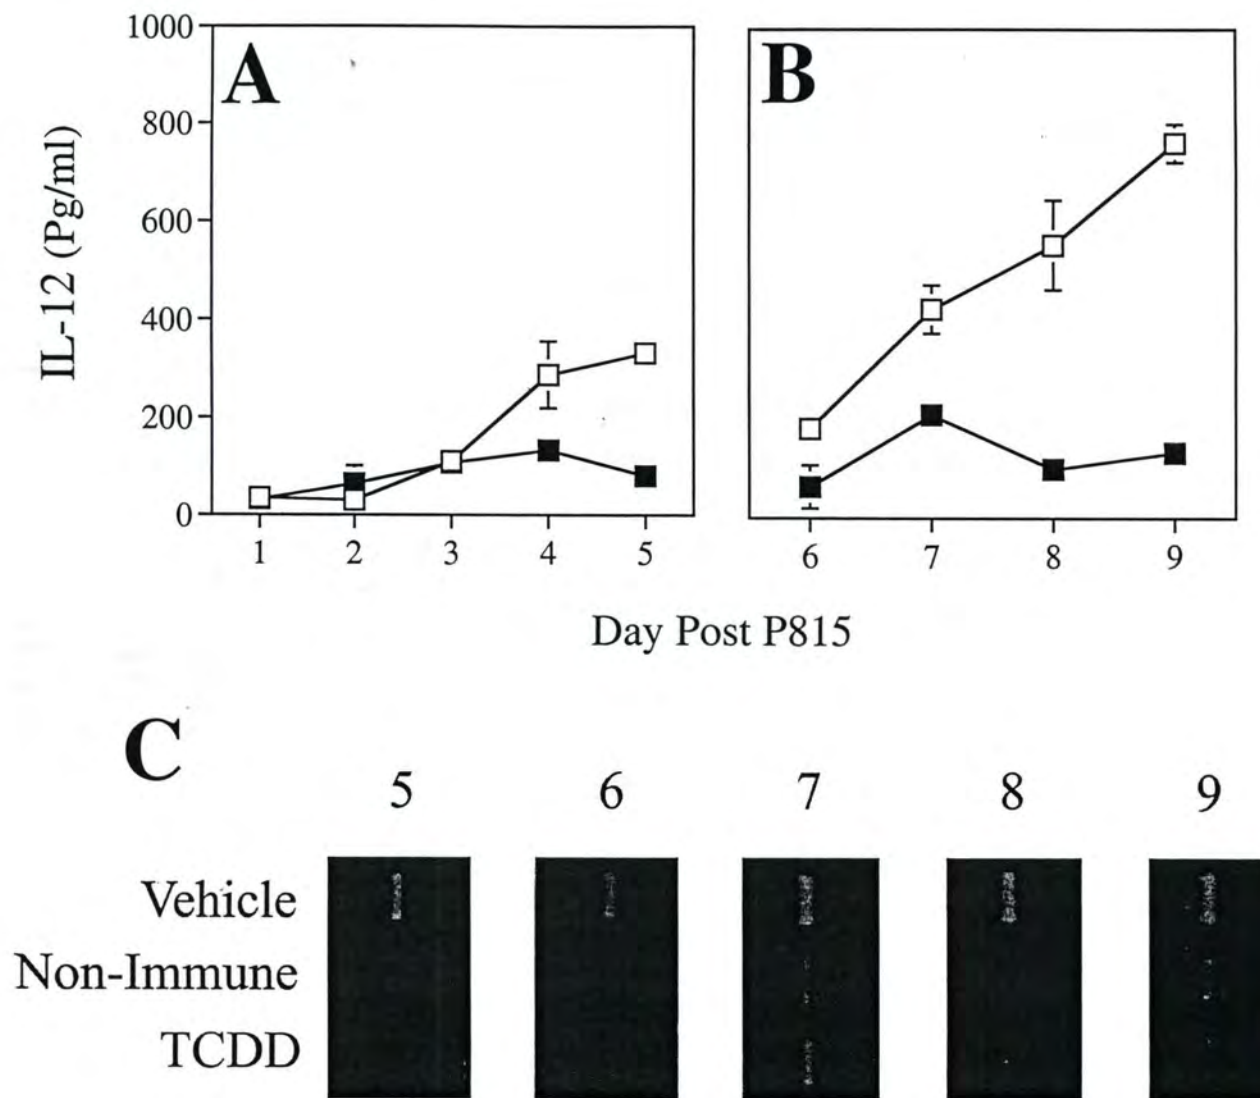 A
B
1000
800
600
400
200
0
IL-12 (Pg/ml)
1 2 3 4 5
6 7 8 9
Day Post P815
C
5 6 7 8 9
Vehicle
Non-Immune
TCDD